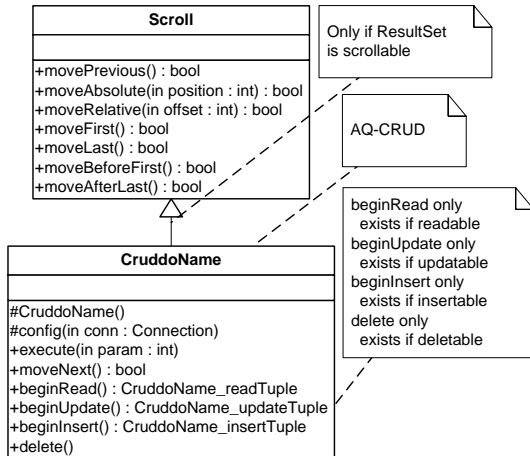 Scroll
+movePrevious() : bool
+moveAbsolute(in position : int) : bool
+moveRelative(in offset : int) : bool
+moveFirst() : bool
+moveLast() : bool
+moveBeforeFirst() : bool
+moveAfterLast() : bool
Only if ResultSet
is scrollable
AQ-CRUD
beginRead only
exists if readable
beginUpdate only
exists if updatable
beginInsert only
exists if insertable
delete only
exists if deletable
CruddoName
#CruddoName()
#config(in conn : Connection)
+execute(in param : int)
+moveNext() : bool
+beginRead() : CruddoName_readTuple
+beginUpdate() : CruddoName_updateTuple
+beginInsert() : CruddoName_insertTuple
+delete()